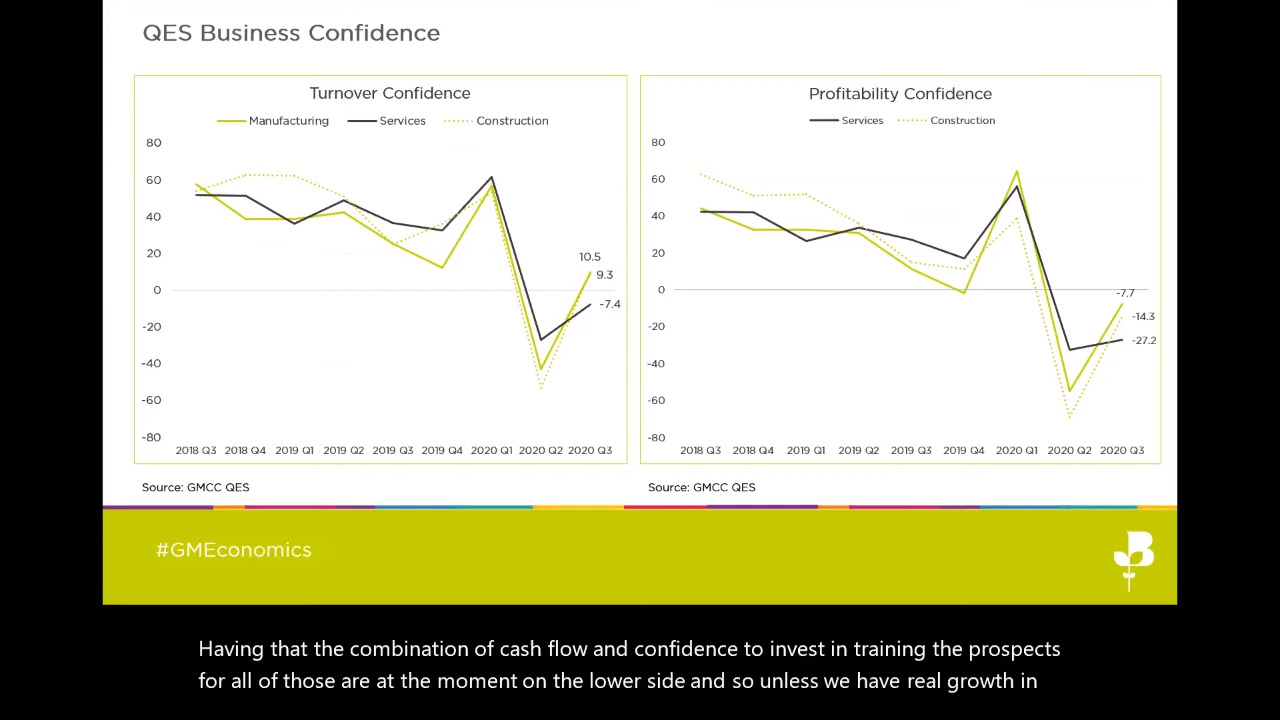 QES Business Confidence
Turnover Confidence
Manufacturing Services Construction
80
60
40
20
0
-20
-40
-60
-80
10.5
9.3
-7.4
2018 Q3 2018 Q4 2019 Q1 2019 Q2 2019 Q3 2019 Q4 2020 Q1 2020 Q2 2020 Q3
Source: GMCC QES
Profitability Confidence
Services Construction
80
60
40
20
0
-20
-40
-60
-80
-7.7
-14.3
-27.2
2018 Q3 2018 Q4 2019 Q1 2019 Q2 2019 Q3 2019 Q4 2020 Q1 2020 Q2 2020 Q3
Source: GMCC QES
#GMEconomics
Having that the combination of cash flow and confidence to invest in training the prospects
for all of those are at the moment on the lower side and so unless we have real growth in